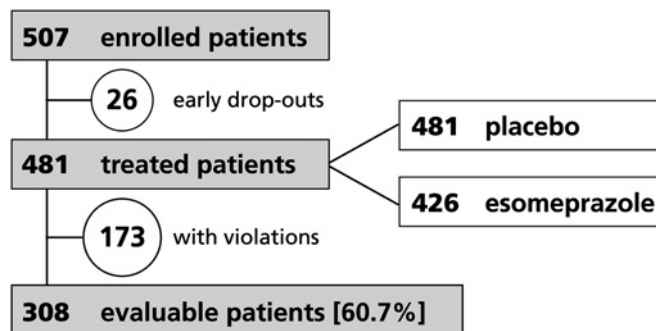 507 enrolled patients
26 early drop-outs
481 treated patients
481 placebo
426 esomeprazole
173 with violations
308 evaluable patients [60.7%]